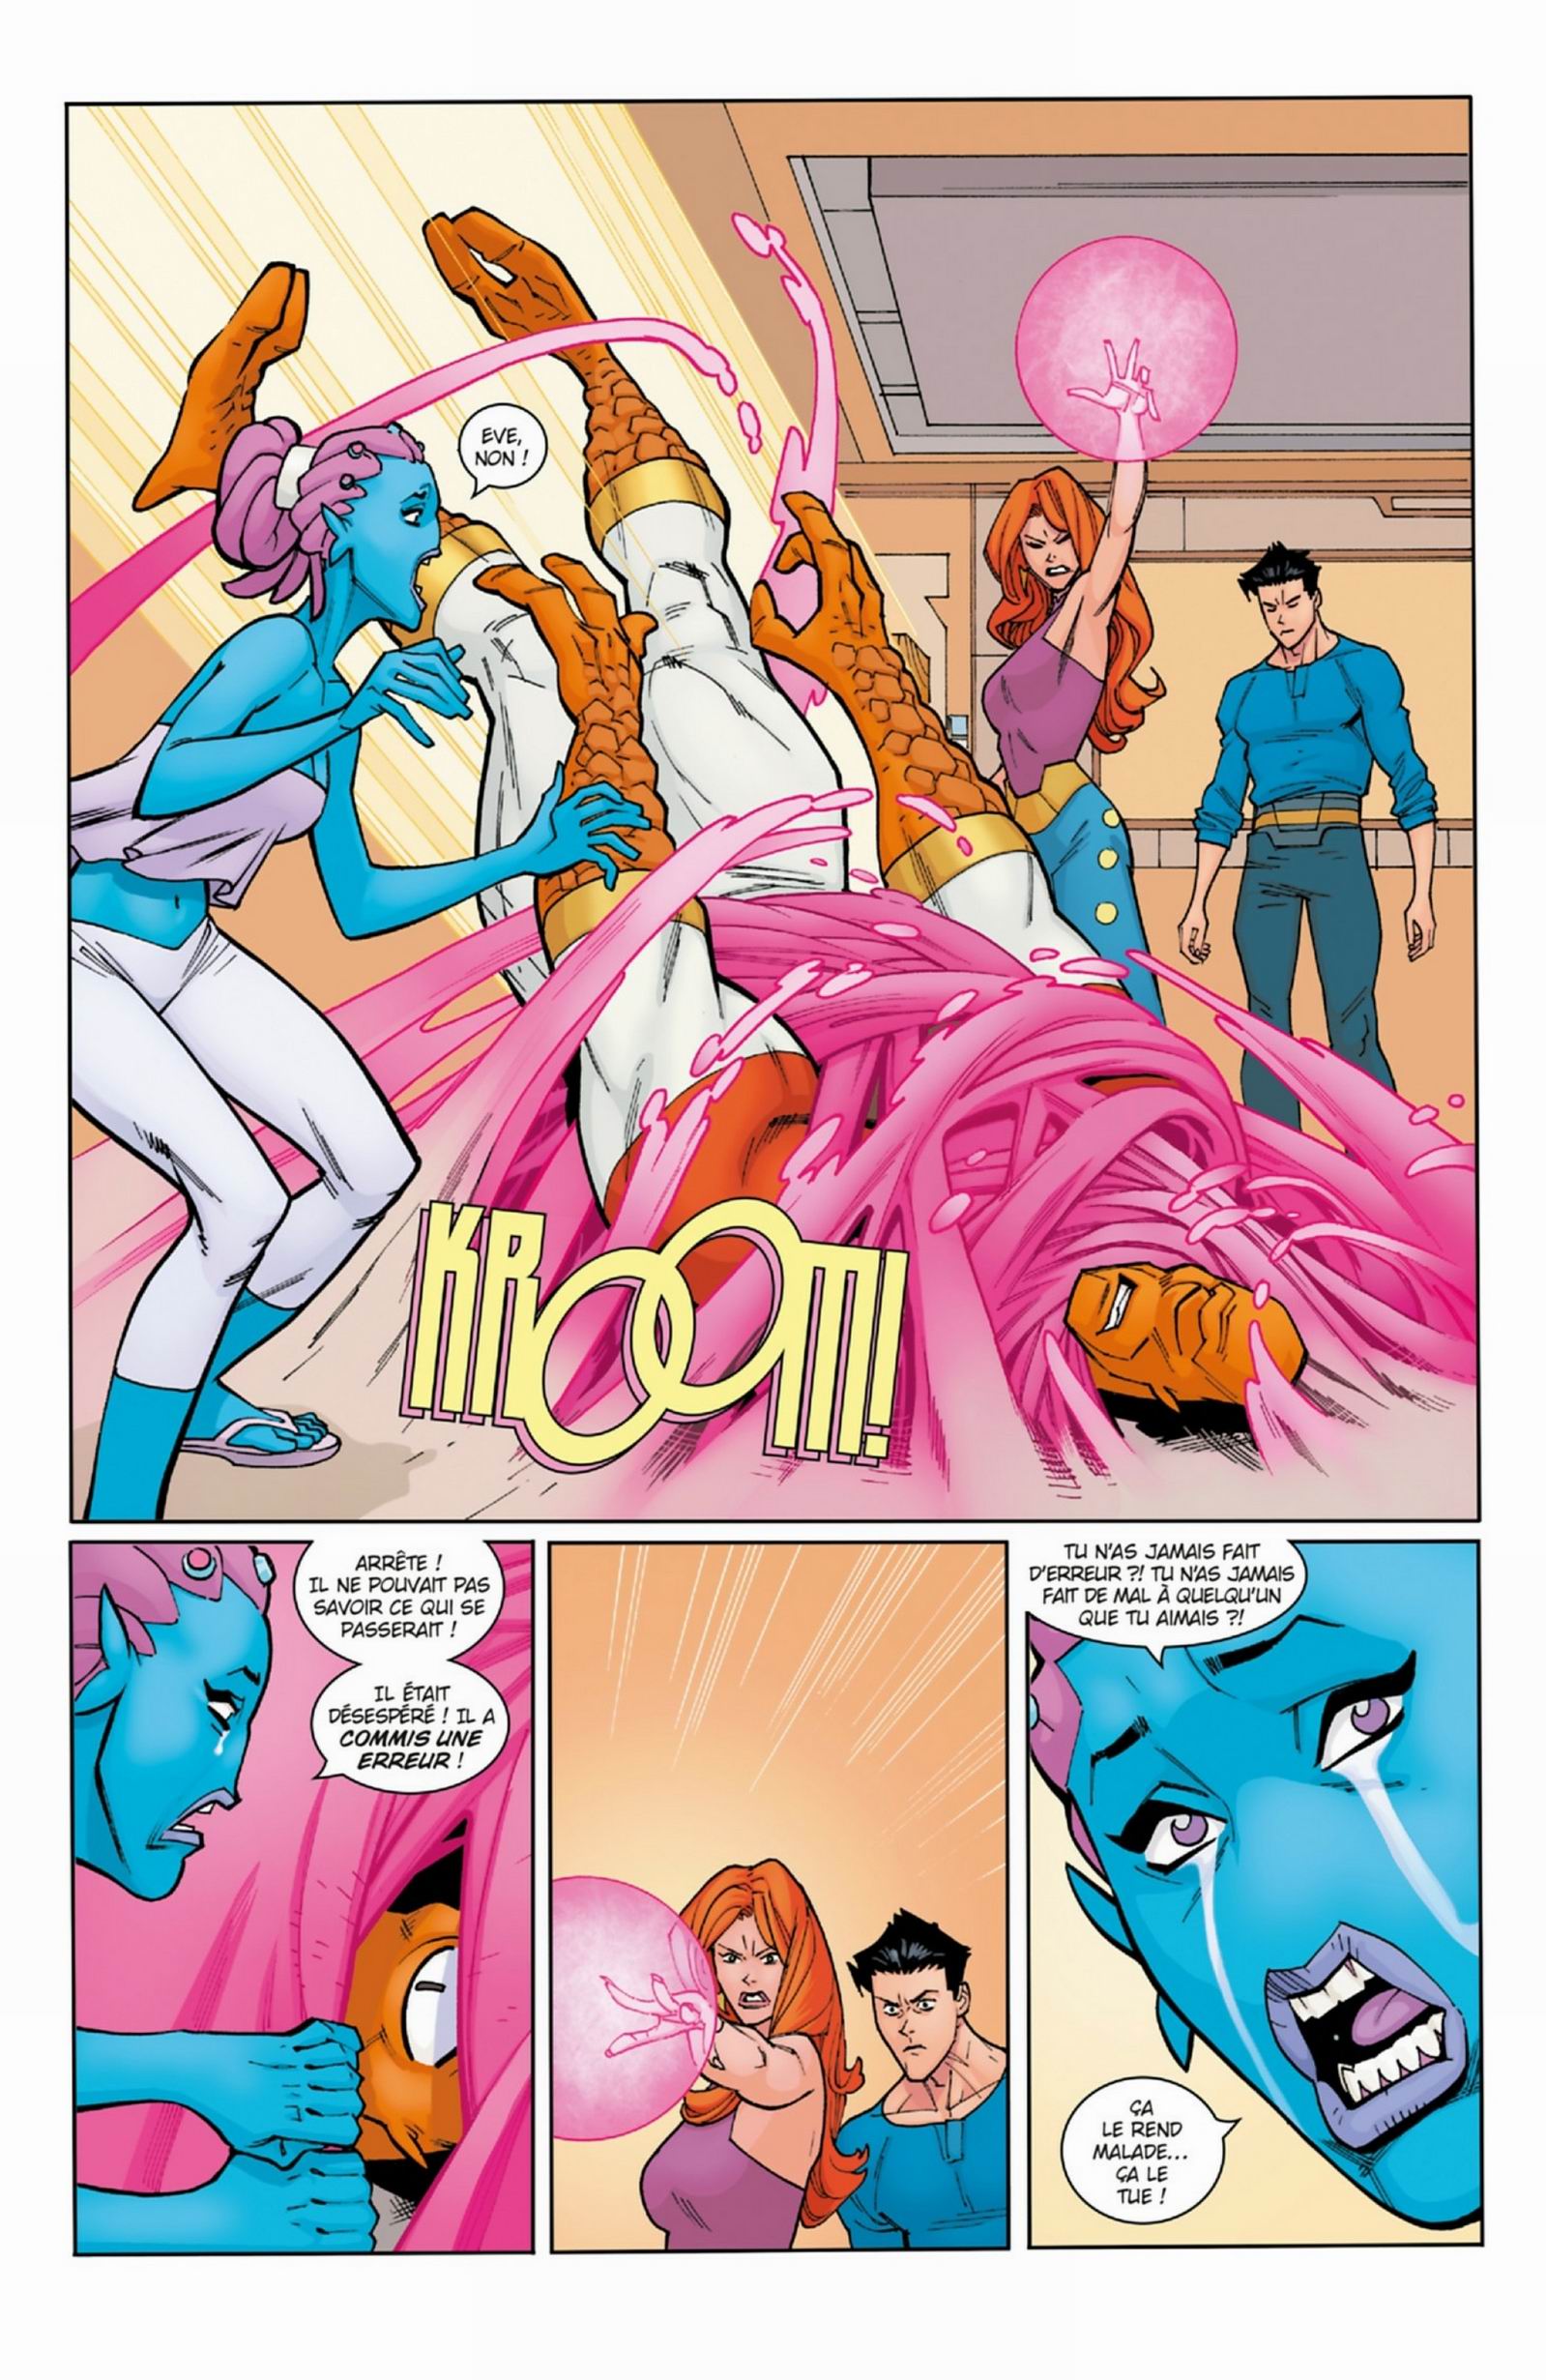 EVE,
NON !
KROOM!
ARRÊTE !
IL NE POUVAIT PAS
SAVOIR CE QUI SE
PASSERAIT !
IL ÉTAIT
DÉSESPÉRÉ ! IL A
COMMIS UNE
ERREUR !
TU N'AS JAMAIS FAIT
D'ERREUR ?! TU N'AS JAMAIS
FAIT DE MAL À QUELQU'UN
QUE TU AIMAIS ?!
ÇA
LE REND
MALADE...
ÇA LE
TUE !